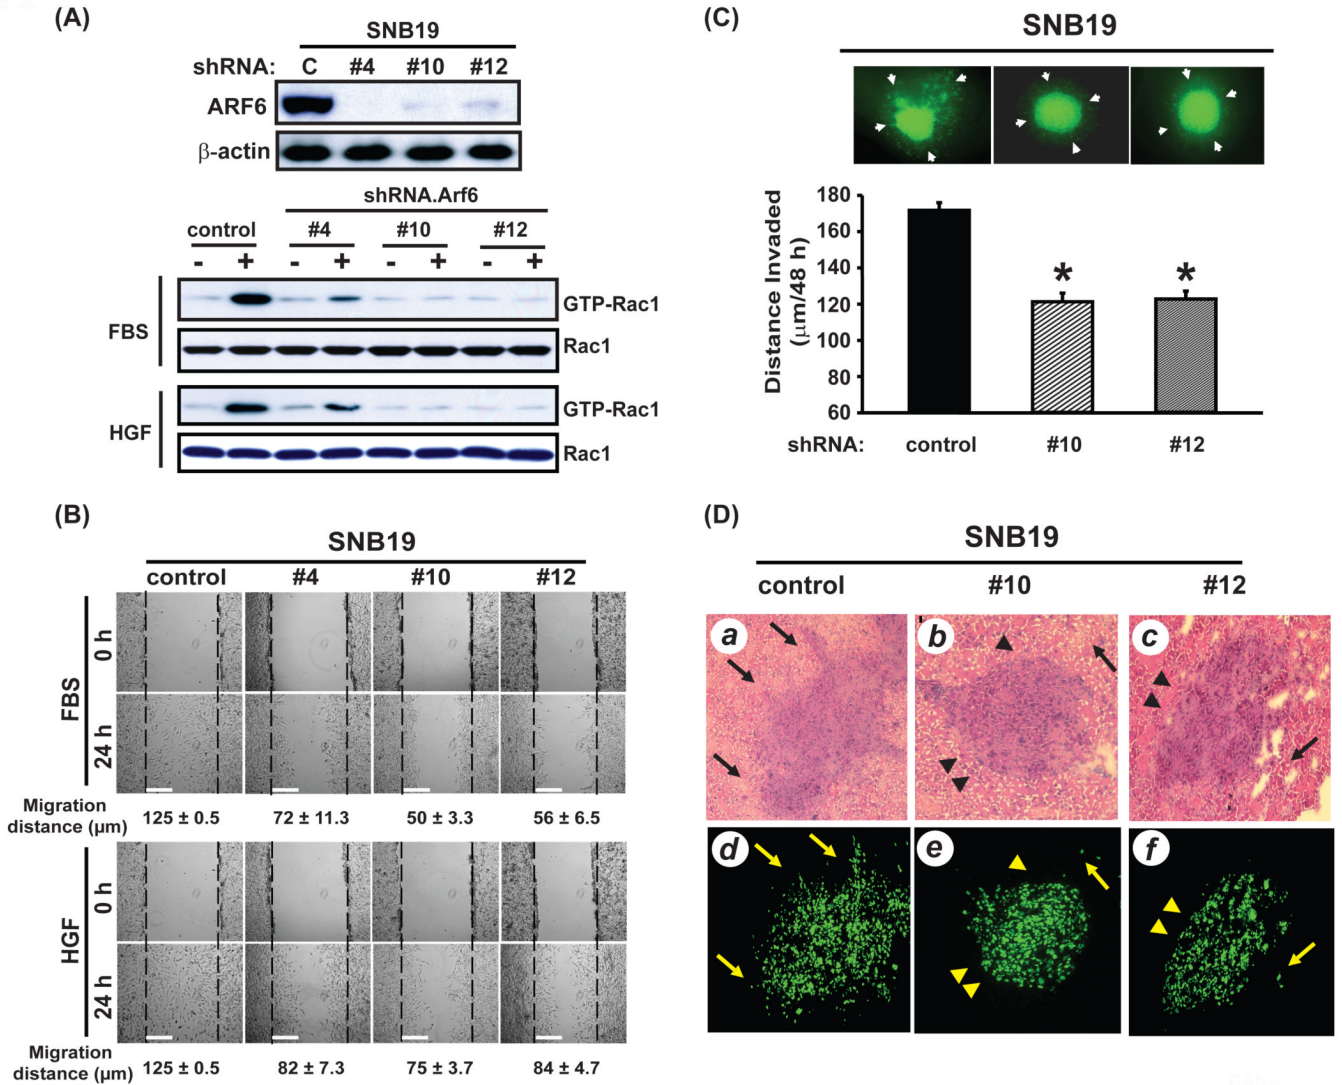 (A)
SNB19
shRNA: C #4 #10 #12
ARF6
β-actin
shRNA.Arf6
control #4 #10 #12
- + - + - + - +
FBS
GTP-Rac1
Rac1
HGF
GTP-Rac1
Rac1
(B)
SNB19
control #4 #10 #12
FBS
0 h
24 h
Migration
distance (µm) 125 ± 0.5 72 ± 11.3 50 ± 3.3 56 ± 6.5
HGF
0 h
24 h
Migration
distance (µm) 125 ± 0.5 82 ± 7.3 75 ± 3.7 84 ± 4.7
(C)
SNB19
Distance Invaded
(µm/48 h)
180
160
140
120
100
80
60
* *
shRNA: control #10 #12
(D)
SNB19
control #10 #12
a b c
d e f